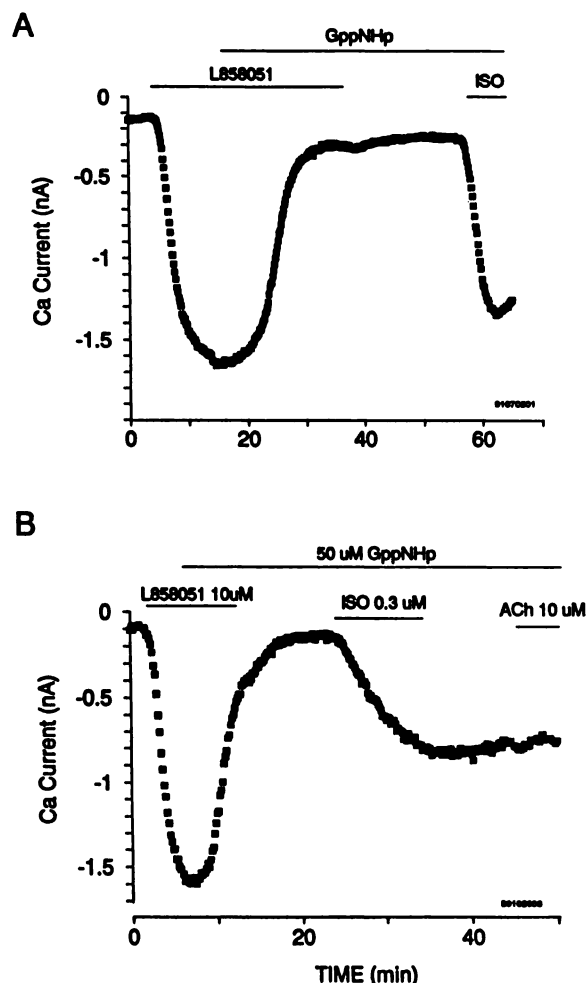 A
GppNHp
L858051
ISO
0
-0.5
-1
-1.5
Ca Current (nA)
0 20 40 60
B
50 uM GppNHp
L858051 10uM
ISO 0.3 uM
ACh 10 uM
0
-0.5
-1
-1.5
Ca Current (nA)
0 20 40
TIME (min)